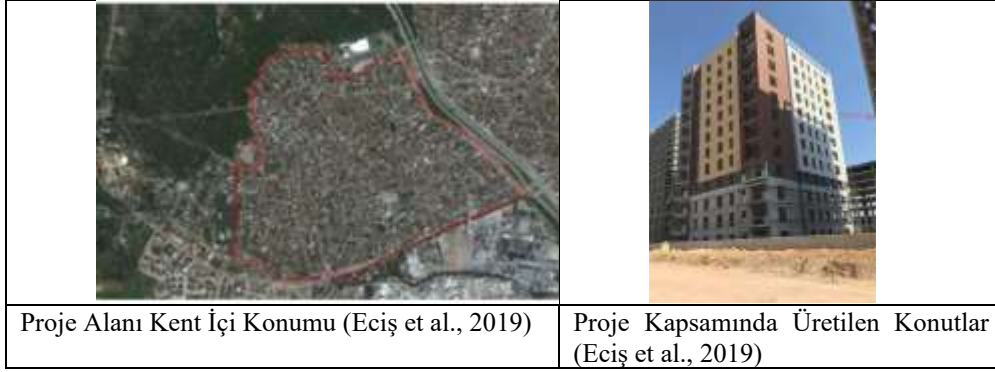 Proje Alanı Kent İçi Konumu (Eciş et al., 2019)
Proje Kapsamında Üretilen Konutlar
(Eciş et al., 2019)